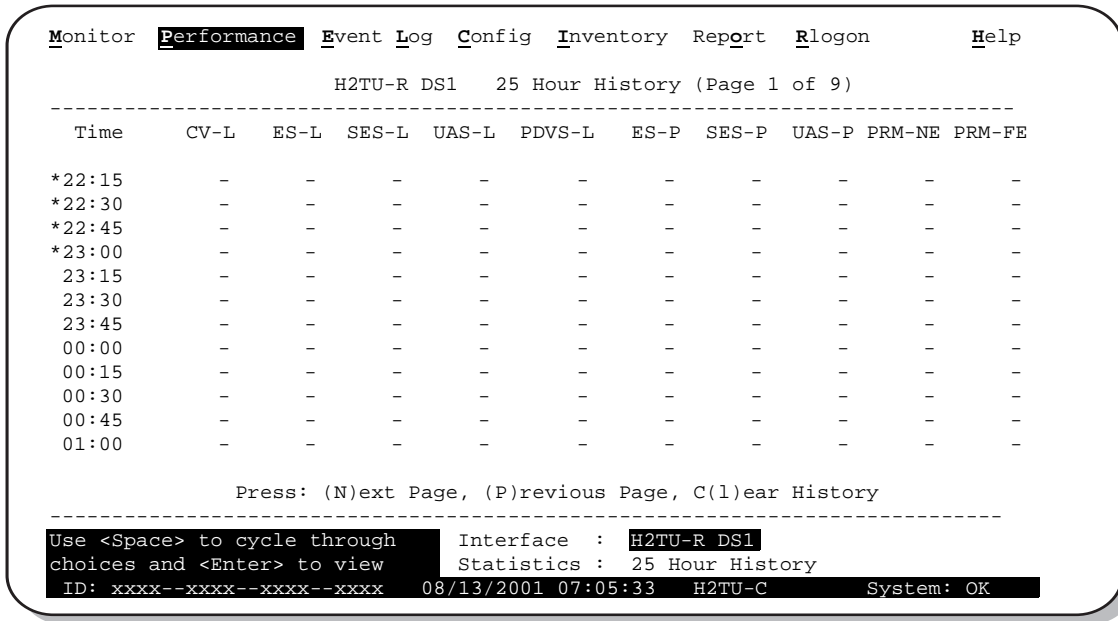 Monitor Performance Event Log Config Inventory Report Rlogon Help
H2TU-R DS1 25 Hour History (Page 1 of 9)
--------------------------------------------------------------------------------
Time CV-L ES-L SES-L UAS-L PDVS-L ES-P SES-P UAS-P PRM-NE PRM-FE
*22:15 - - - - - - - - - -
*22:30 - - - - - - - - - -
*22:45 - - - - - - - - - -
*23:00 - - - - - - - - - -
23:15 - - - - - - - - - -
23:30 - - - - - - - - - -
23:45 - - - - - - - - - -
00:00 - - - - - - - - - -
00:15 - - - - - - - - - -
00:30 - - - - - - - - - -
00:45 - - - - - - - - - -
01:00 - - - - - - - - - -
Press: (N)ext Page, (P)revious Page, C(l)ear History
-------------------------------------------------------------------------------
Use <Space> to cycle through Interface : H2TU-R DS1
choices and <Enter> to view Statistics : 25 Hour History
ID: xxxx--xxxx--xxxx--xxxx 08/13/2001 07:05:33 H2TU-C System: OK